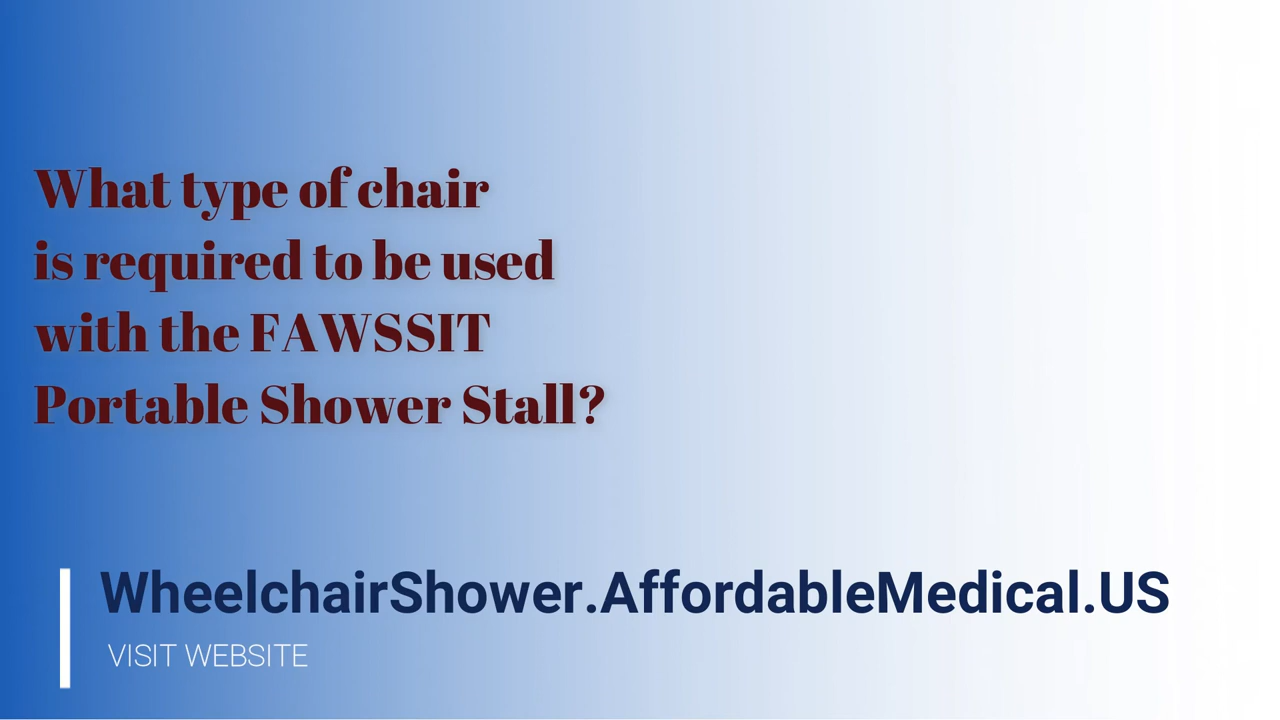 What type of chair
is required to be used
with the FAWSSIT
Portable Shower Stall?
WheelchairShower.AffordableMedical.US
VISIT WEBSITE